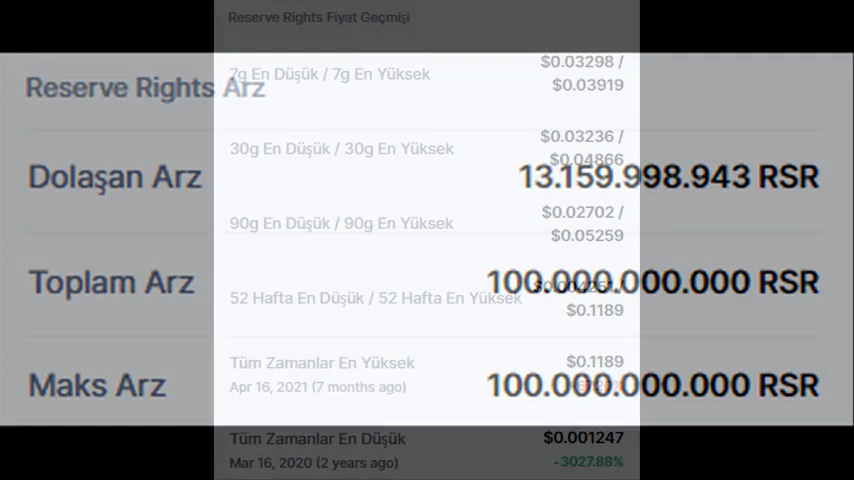 Reserve Rights Fiyat Geçmişi
7g En Düşük / 7g En Yüksek
$0.03298 /
$0.03919
Reserve Rights Arz
30g En Düşük / 30g En Yüksek
$0.03236 /
$0.04866
Dolaşan Arz
13.159.998.943 RSR
90g En Düşük / 90g En Yüksek
$0.02702 /
$0.05259
Toplam Arz
100.000.000.000 RSR
52 Hafta En Düşük / 52 Hafta En Yüksek
$0.1189
Tüm Zamanlar En Yüksek
$0.1189
Apr 16, 2021 (7 months ago)
Maks Arz
100.000.000.000 RSR
Tüm Zamanlar En Düşük
$0.001247
Mar 16, 2020 (2 years ago)
-3027.88%